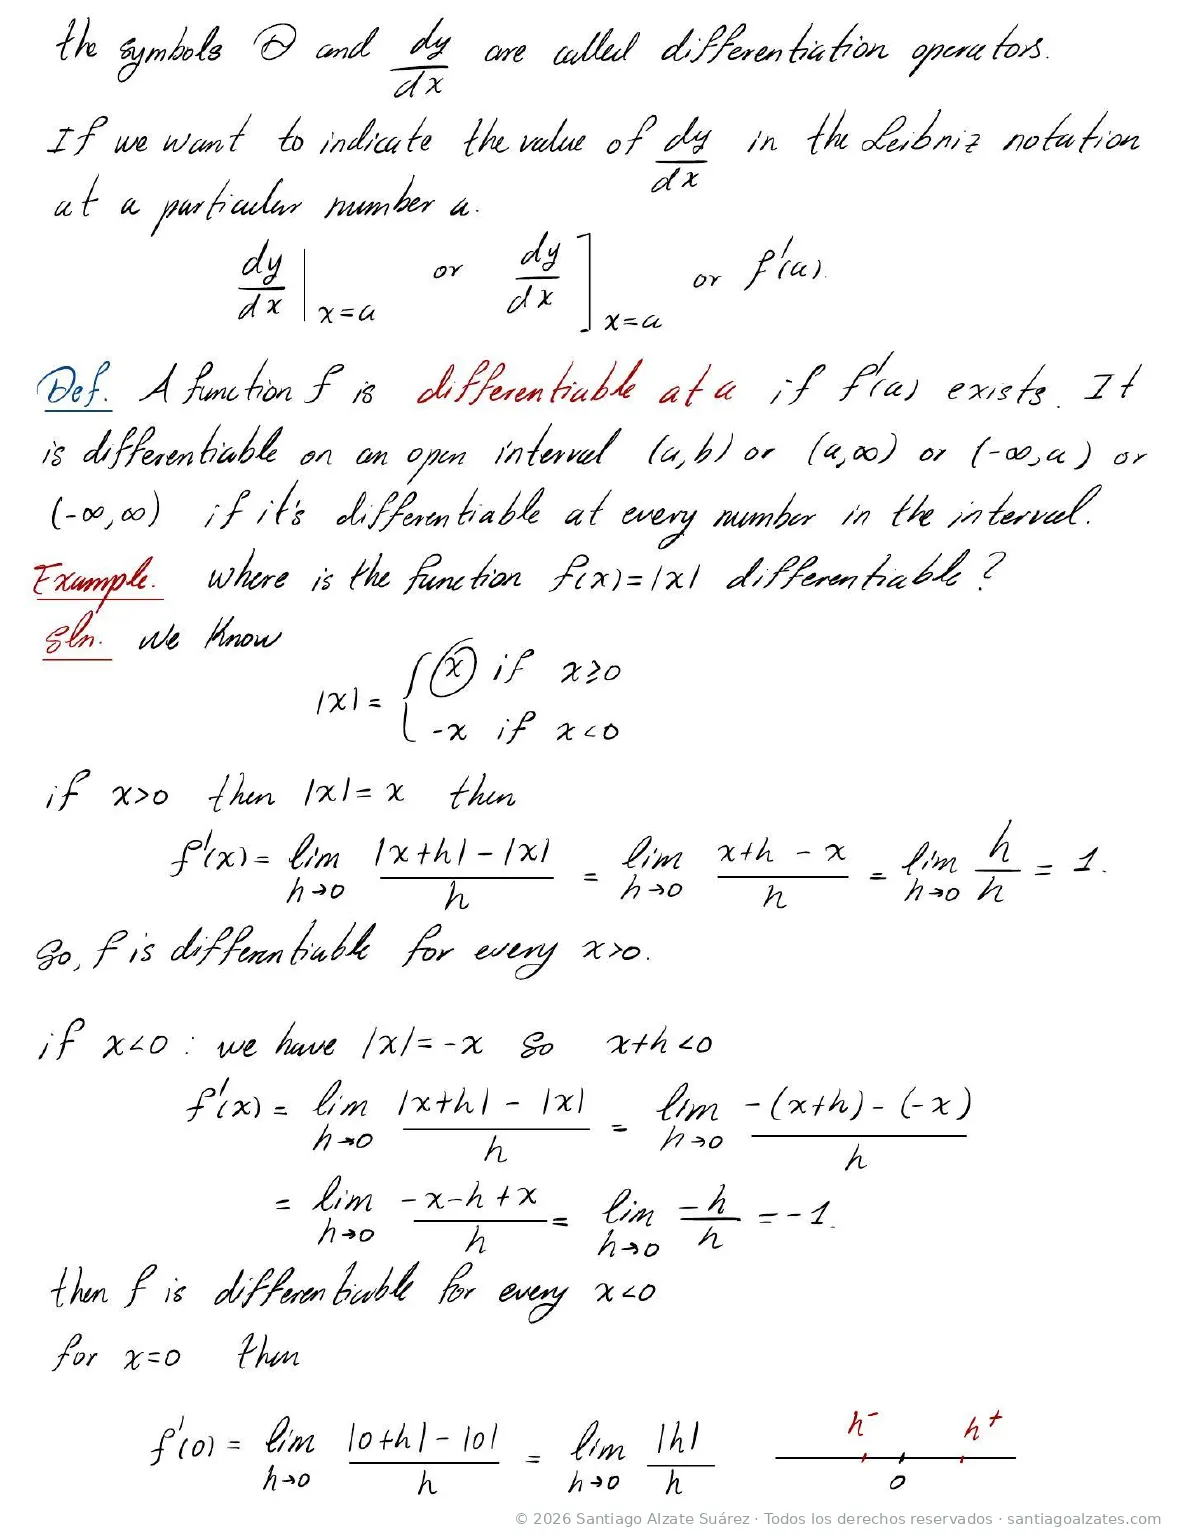 the symbols D and dy/dx are called differentiation operators.
If we want to indicate the value of dy/dx in the Leibniz notation
at a particular number a.
dy/dx |x=a or dy/dx ]x=a or f'(a).
Def. A function f is differentiable at a if f'(a) exists. It
is differentiable on an open interval (a,b) or (a,∞) or (-∞,a) or
(-∞,∞) if it's differentiable at every number in the interval.
Example. where is the function f(x)=|x| differentiable?
Sln. we Know
|x| = { x if x≥0
-x if x<0
if x>0 then |x|= x then
f'(x)= lim h→0 |x+h|-|x| / h = lim h→0 x+h - x / h = lim h→0 h/h = 1.
So, f is differentiable for every x>0.
if x<0 : we have |x|= -x so x+h<0
f'(x) = lim h→0 |x+h| - |x| / h = lim h→0 -(x+h)-(-x) / h
= lim h→0 -x-h+x / h = lim h→0 -h/h = -1.
then f is differentiable for every x<0
for x=0 then
f'(0) = lim h→0 |0+h|-|0| / h = lim h→0 |h| / h h⁻ 0 h⁺
© 2026 Santiago Alzate Suárez · Todos los derechos reservados · santiagoalzates.com